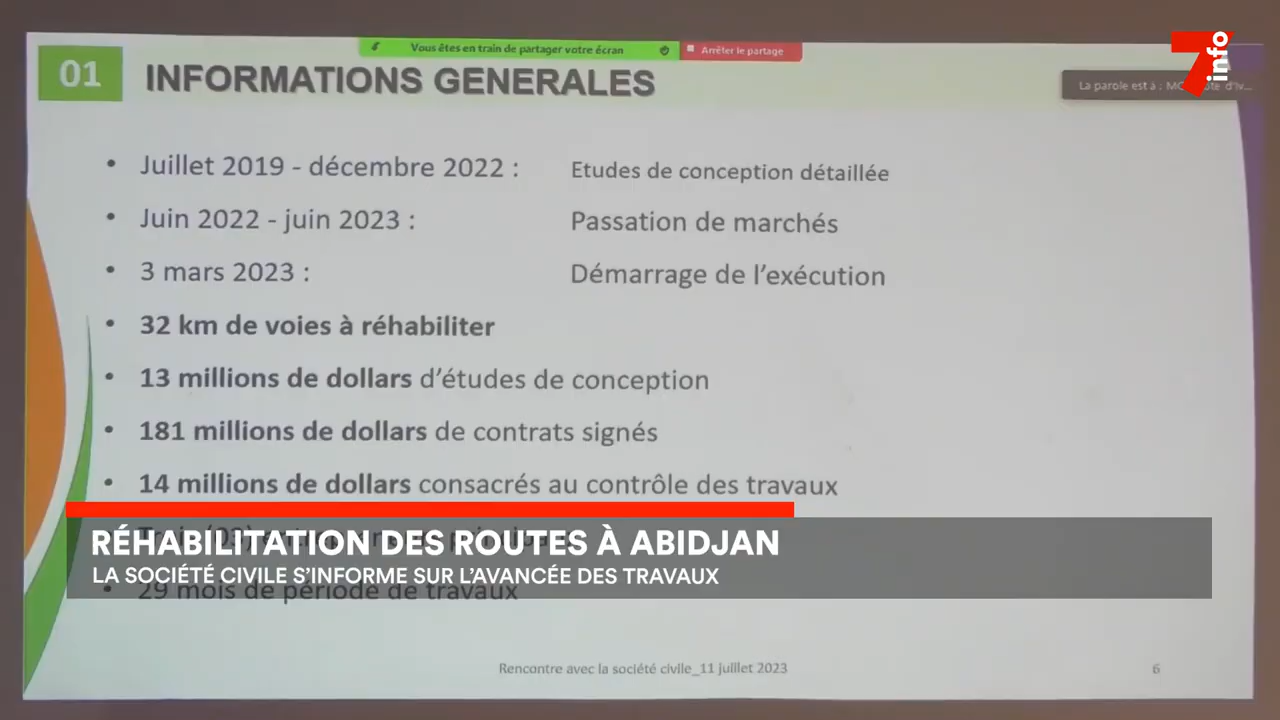 Vous êtes en train de partager votre écran
Arrêter le partage
7info
01 INFORMATIONS GENERALES
La parole est à :
• Juillet 2019 - décembre 2022 : Etudes de conception détaillée
• Juin 2022 - juin 2023 : Passation de marchés
• 3 mars 2023 : Démarrage de l'exécution
• 32 km de voies à réhabiliter
• 13 millions de dollars d'études de conception
• 181 millions de dollars de contrats signés
• 14 millions de dollars consacrés au contrôle des travaux
RÉHABILITATION DES ROUTES À ABIDJAN
LA SOCIÉTÉ CIVILE S'INFORME SUR L'AVANCÉE DES TRAVAUX
• 29 mois de période de travaux
Rencontre avec la société civile_11 juillet 2023
6